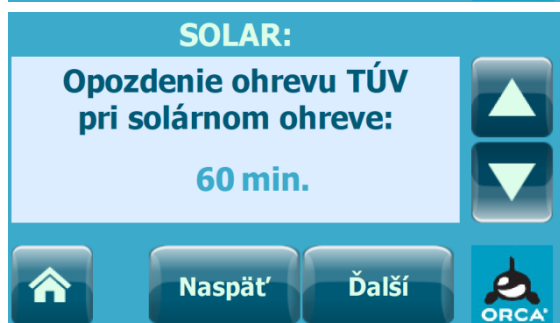 SOLAR:
Opozdenie ohrevu TÚV
pri solárnom ohreve:
60 min.
Naspäť
Ďalší
ORCA